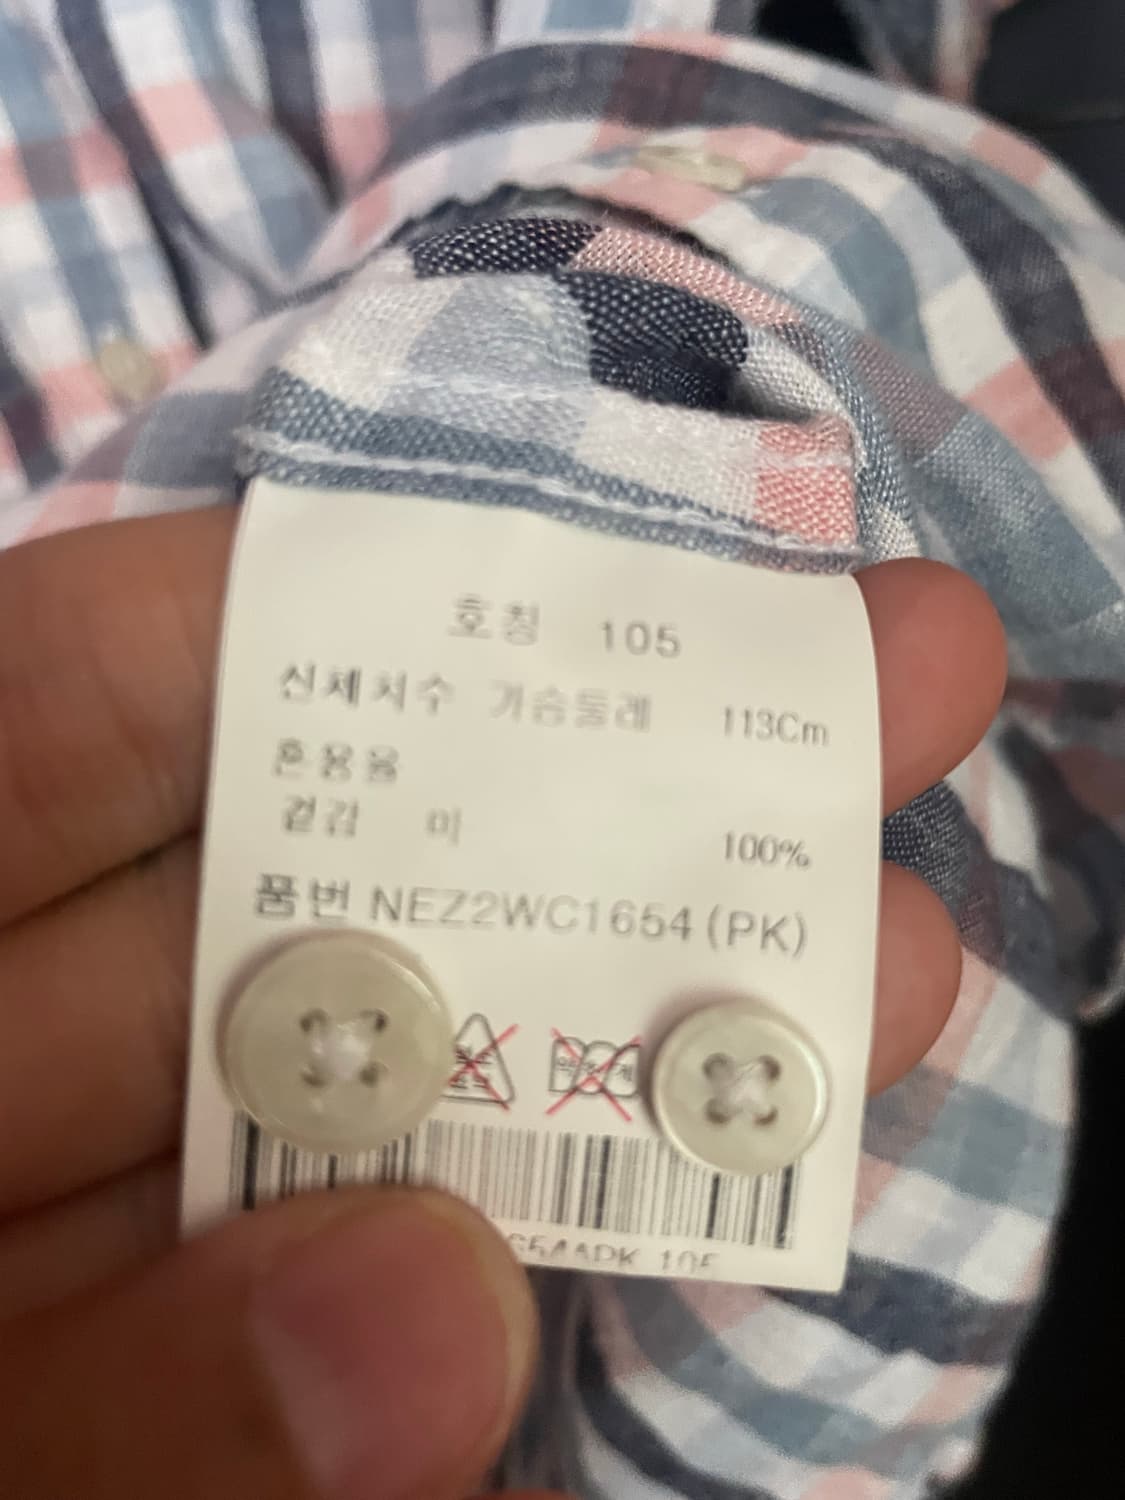 호칭 105
신체치수 가슴둘레 113Cm
혼용율
겉감 마 100%
품번 NEZ2WC1654(PK)
105